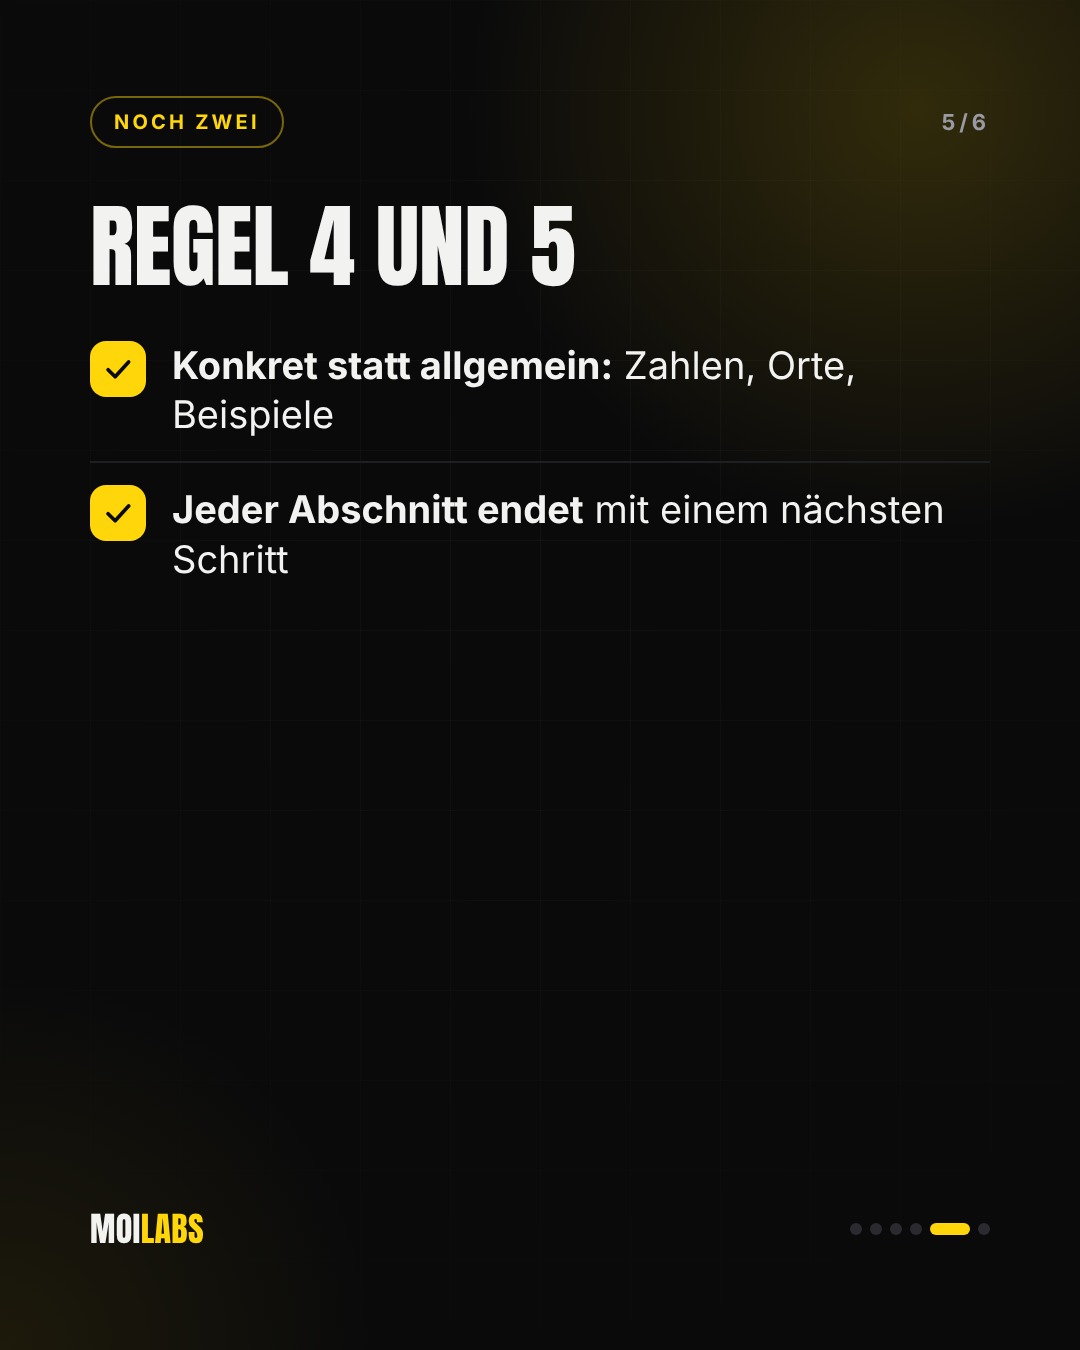 NOCH ZWEI
5/6
REGEL 4 UND 5
Konkret statt allgemein: Zahlen, Orte,
Beispiele
Jeder Abschnitt endet mit einem nächsten
Schritt
MOILABS